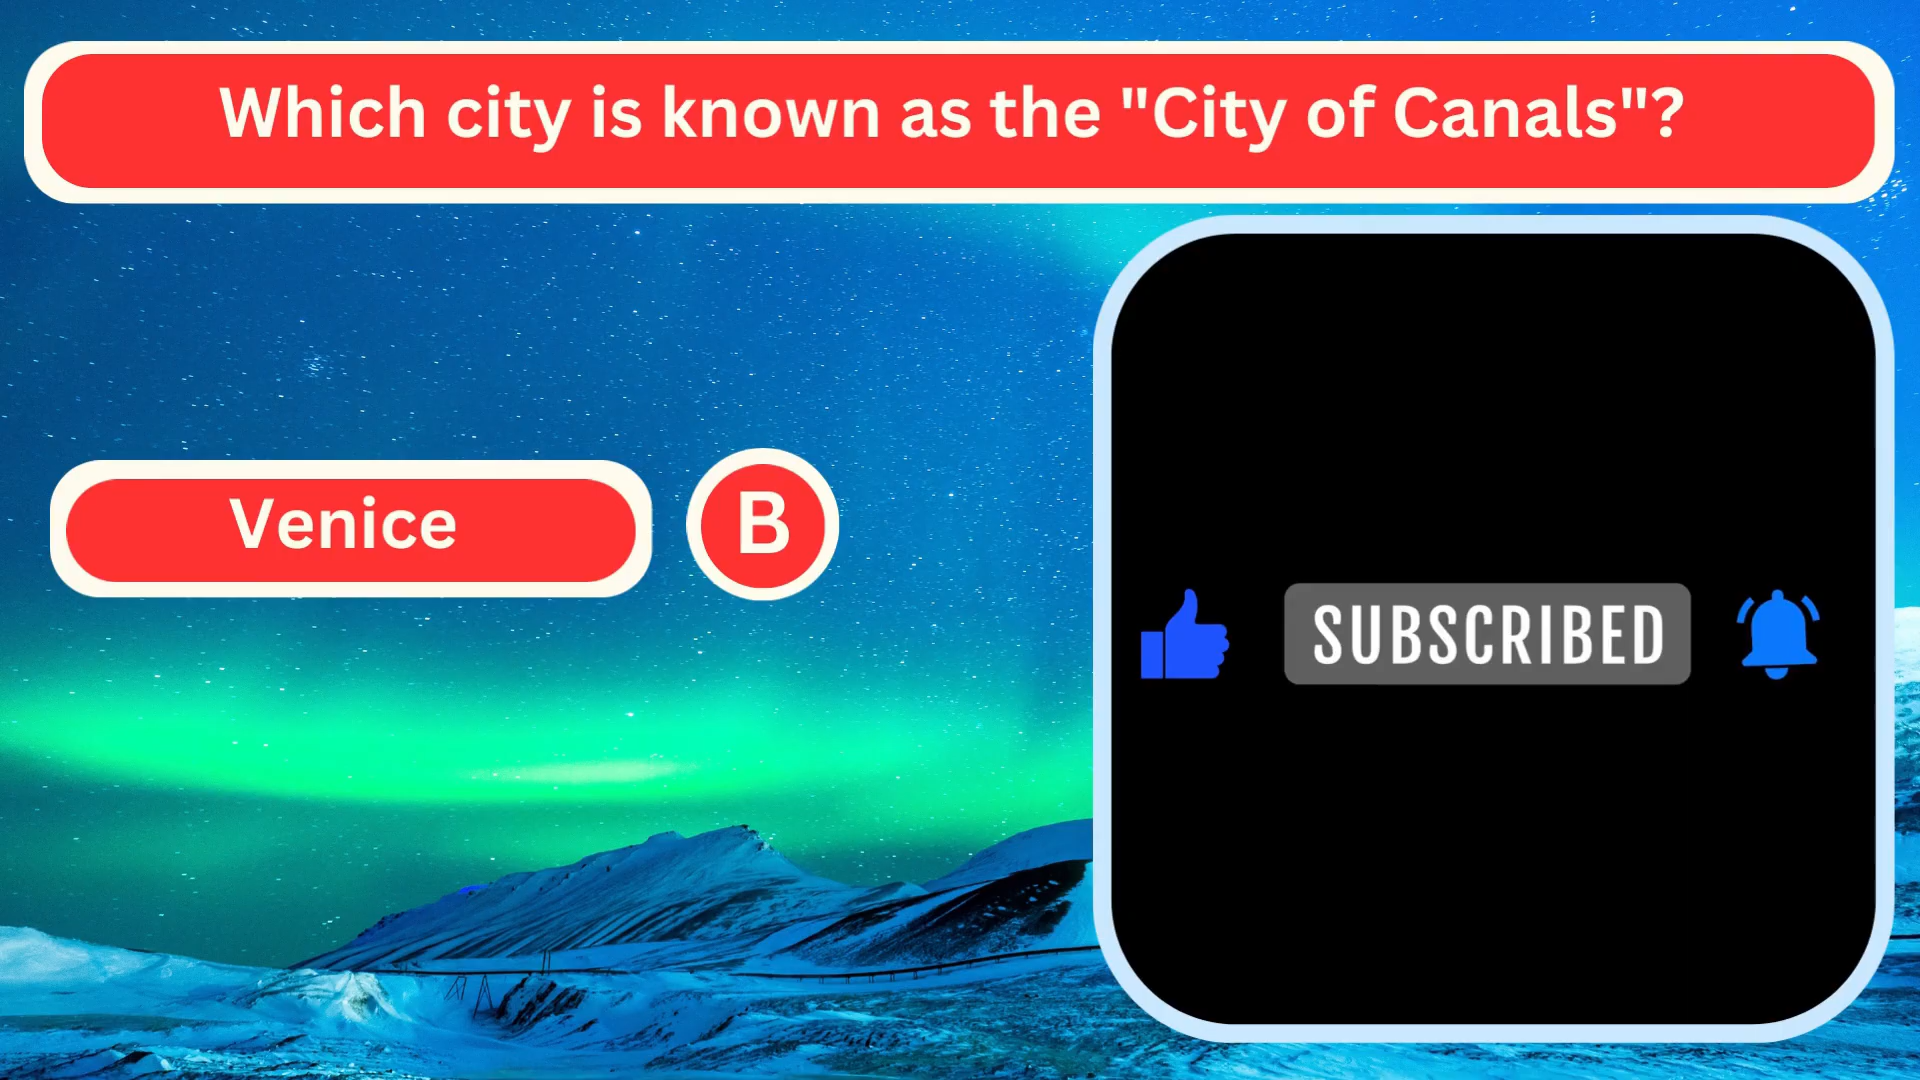 Which city is known as the "City of Canals"?
Venice
B
SUBSCRIBED